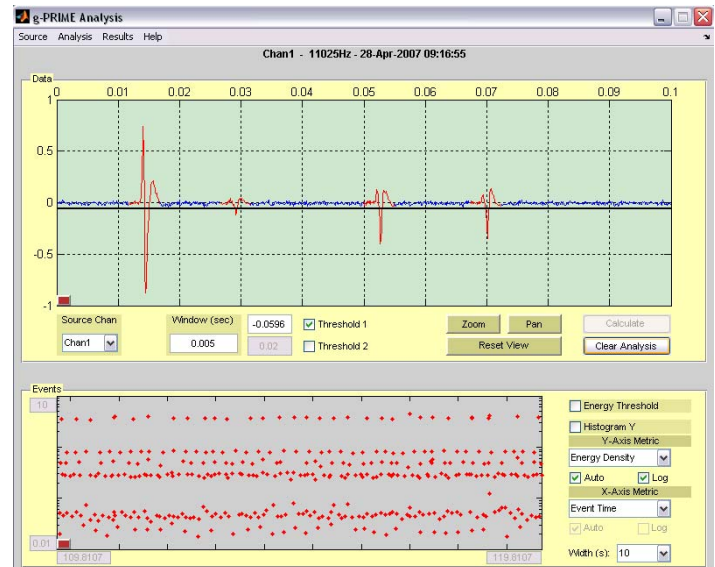 g-PRIME Analysis
Source Analysis Results Help
Chan1 - 11025Hz - 28-Apr-2007 09:16:55
Data
0 0.01 0.02 0.03 0.04 0.05 0.06 0.07 0.08 0.09 0.1
1
0.5
0
-0.5
-1
Source Chan
Chan1
Window (sec)
0.005
-0.0596
0.02
Threshold 1
Threshold 2
Zoom
Pan
Reset View
Calculate
Clear Analysis
Events
10
0.01
109.8107
119.8107
Energy Threshold
Histogram Y
Y-Axis Metric
Energy Density
Auto
Log
X-Axis Metric
Event Time
Auto
Log
Width (s):
10